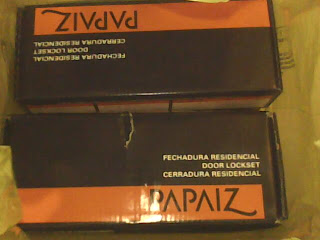 FECHADURA RESIDENCIAL
DOOR LOCKSET
CERRADURA RESIDENCIAL
PAPAIZ
FECHADURA RESIDENCIAL
DOOR LOCKSET
CERRADURA RESIDENCIAL
PAPAIZ